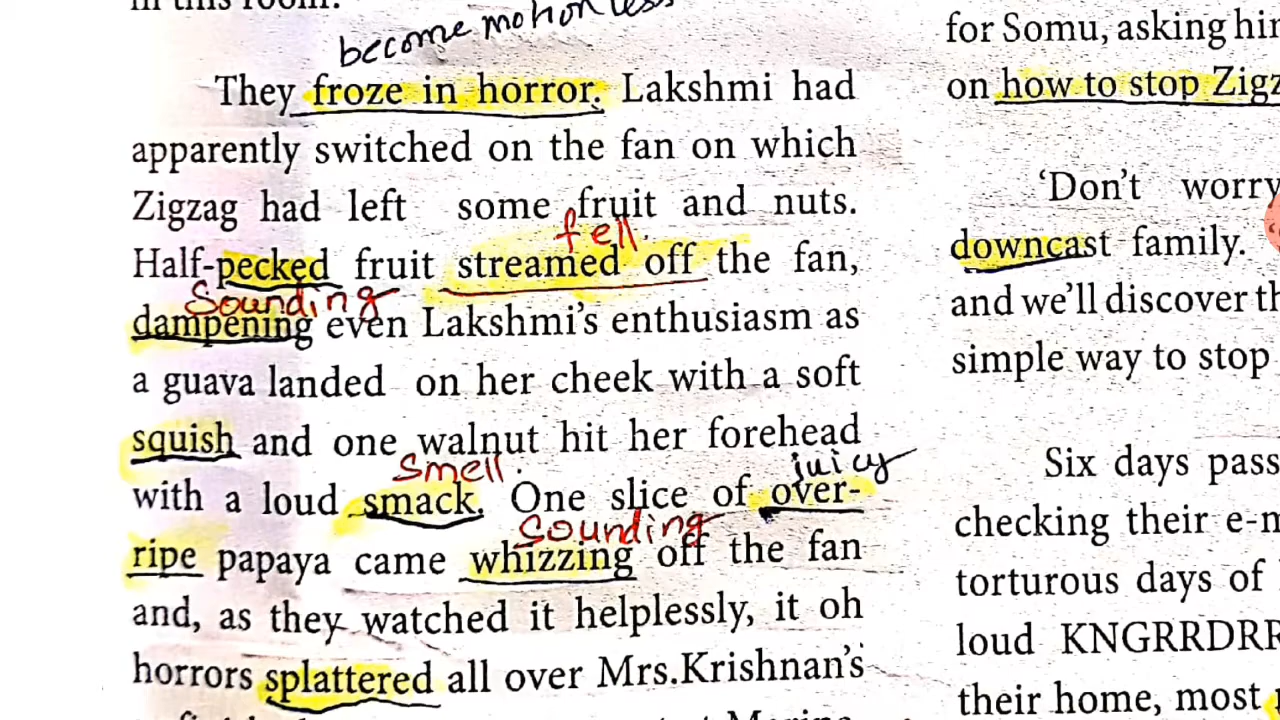 in this room.
become motionless
They froze in horror. Lakshmi had
apparently switched on the fan on which
Zigzag had left some fruit and nuts.
fell.
Half-pecked fruit streamed off the fan,
Sounding
dampening even Lakshmi's enthusiasm as
a guava landed on her cheek with a soft
squish and one walnut hit her forehead
Smell. juicy
with a loud smack. One slice of over-
Sounding
ripe papaya came whizzing off the fan
and, as they watched it helplessly, it oh
horrors splattered all over Mrs.Krishnan's
for Somu, asking hi
on how to stop Zigz
'Don't worry
downcast family.
and we'll discover th
simple way to stop
Six days pass
checking their e-m
torturous days of
loud KNGRRDRR
their home, most